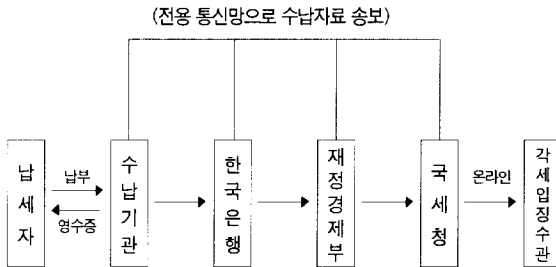 (전용 통신망으로 수납자료 송보)
납세자
납부
영수증
수납기관
한국은행
재정경제부
국세청
온라인
각세입징수관